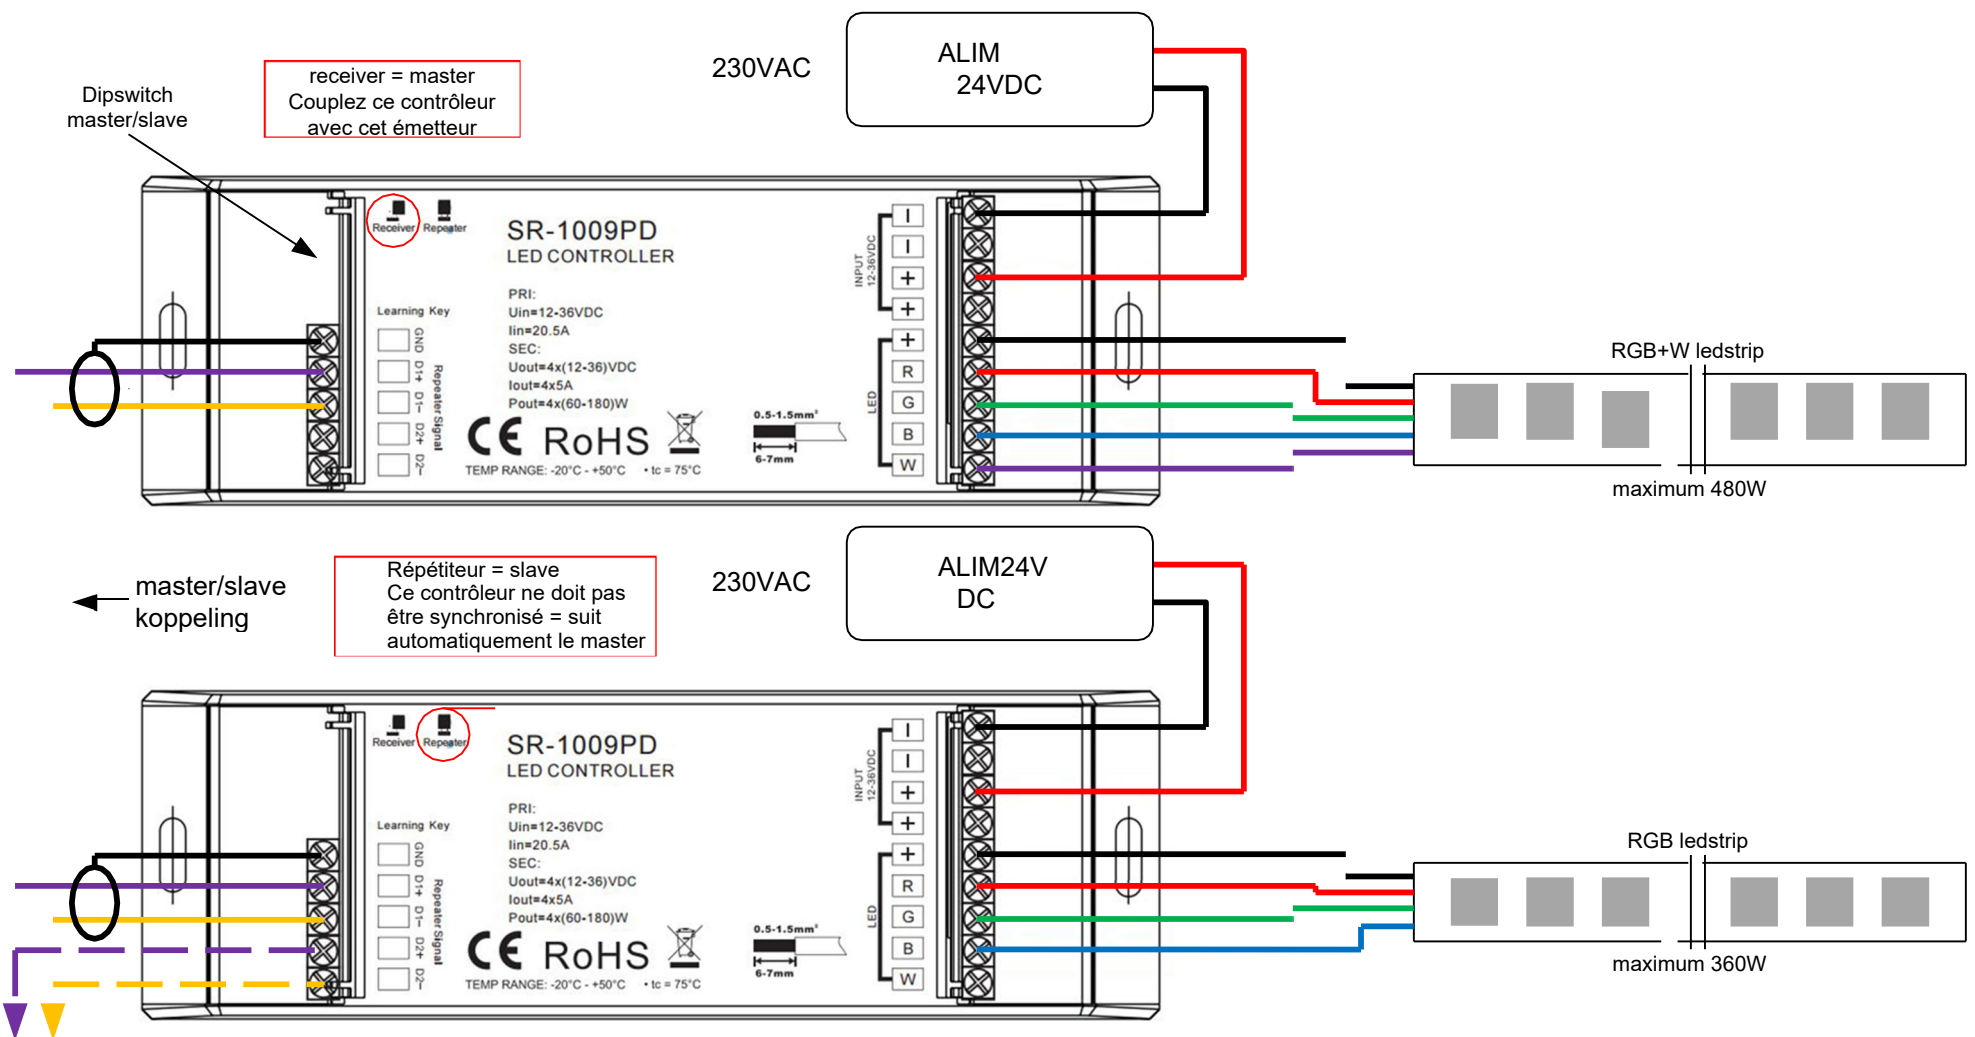 Dipswitch
master/slave
receiver = master
Couplez ce contrôleur
avec cet émetteur
230VAC
ALIM
24VDC
Receiver
Repeater
SR-1009PD
LED CONTROLLER
PRI:
Uin=12-36VDC
Iin=20.5A
SEC:
Uout=4x(12-36)VDC
Iout=4x5A
Pout=4x(60-180)W
CE RoHS
TEMP RANGE: -20°C - +50°C • tc = 75°C
Learning Key
GND
D1+
D1-
D2+
D2-
Repeater Signal
0.5-1.5mm²
6-7mm
INPUT
12-36VDC
I
I
+
+
LED
+
R
G
B
W
RGB+W ledstrip
maximum 480W
master/slave
koppeling
Répétiteur = slave
Ce contrôleur ne doit pas
être synchronisé = suit
automatiquement le master
230VAC
ALIM24V
DC
Receiver
Repeater
SR-1009PD
LED CONTROLLER
PRI:
Uin=12-36VDC
Iin=20.5A
SEC:
Uout=4x(12-36)VDC
Iout=4x5A
Pout=4x(60-180)W
CE RoHS
TEMP RANGE: -20°C - +50°C • tc = 75°C
Learning Key
GND
D1+
D1-
D2+
D2-
Repeater Signal
0.5-1.5mm²
6-7mm
INPUT
12-36VDC
I
I
+
+
LED
+
R
G
B
W
RGB ledstrip
maximum 360W